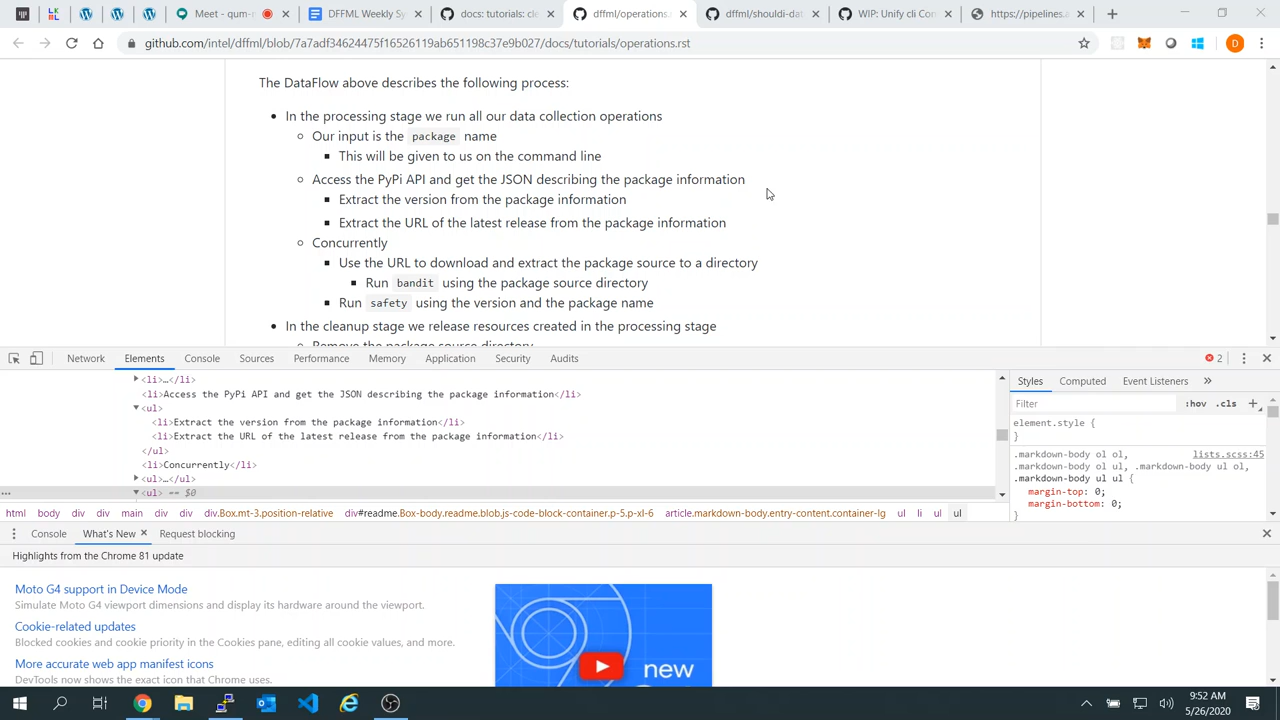 Meet - qum-e
DFFML Weekly Sy
docs: tutorials: cle
dffml/operations.
dffml/shouldi-dat
WIP: Unify cli Con
https://pipelines.a
github.com/intel/dffml/blob/7a7adf34624475f16526119ab651198c37e9b027/docs/tutorials/operations.rst
D
The DataFlow above describes the following process:
In the processing stage we run all our data collection operations
Our input is the package name
This will be given to us on the command line
Access the PyPi API and get the JSON describing the package information
Extract the version from the package information
Extract the URL of the latest release from the package information
Concurrently
Use the URL to download and extract the package source to a directory
Run bandit using the package source directory
Run safety using the version and the package name
In the cleanup stage we release resources created in the processing stage
Remove the package source directory
Network Elements Console Sources Performance Memory Application Security Audits 2
<li>…</li>
<li>Access the PyPi API and get the JSON describing the package information</li>
<ul>
<li>Extract the version from the package information</li>
<li>Extract the URL of the latest release from the package information</li>
</ul>
<li>Concurrently</li>
<ul>…</ul>
… <ul> == $0
html body div div main div div div.Box.mt-3.position-relative div#readme.Box-body.readme.blob.js-code-block-container.p-5.p-xl-6 article.markdown-body.entry-content.container-lg ul li ul ul
Styles Computed Event Listeners »
Filter :hov .cls +
element.style {
}
.markdown-body ol ol, lists.scss:45
.markdown-body ul ol, .markdown-body ol ul,
.markdown-body ul ul {
margin-top: 0;
margin-bottom: 0;
}
Console What's New Request blocking
Highlights from the Chrome 81 update
Moto G4 support in Device Mode
Simulate Moto G4 viewport dimensions and display its hardware around the viewport.
Cookie-related updates
Blocked cookies and cookie priority in the Cookies pane, editing all cookie values, and more.
More accurate web app manifest icons
DevTools now shows the exact icon that Chrome uses.
new
9:52 AM
5/26/2020